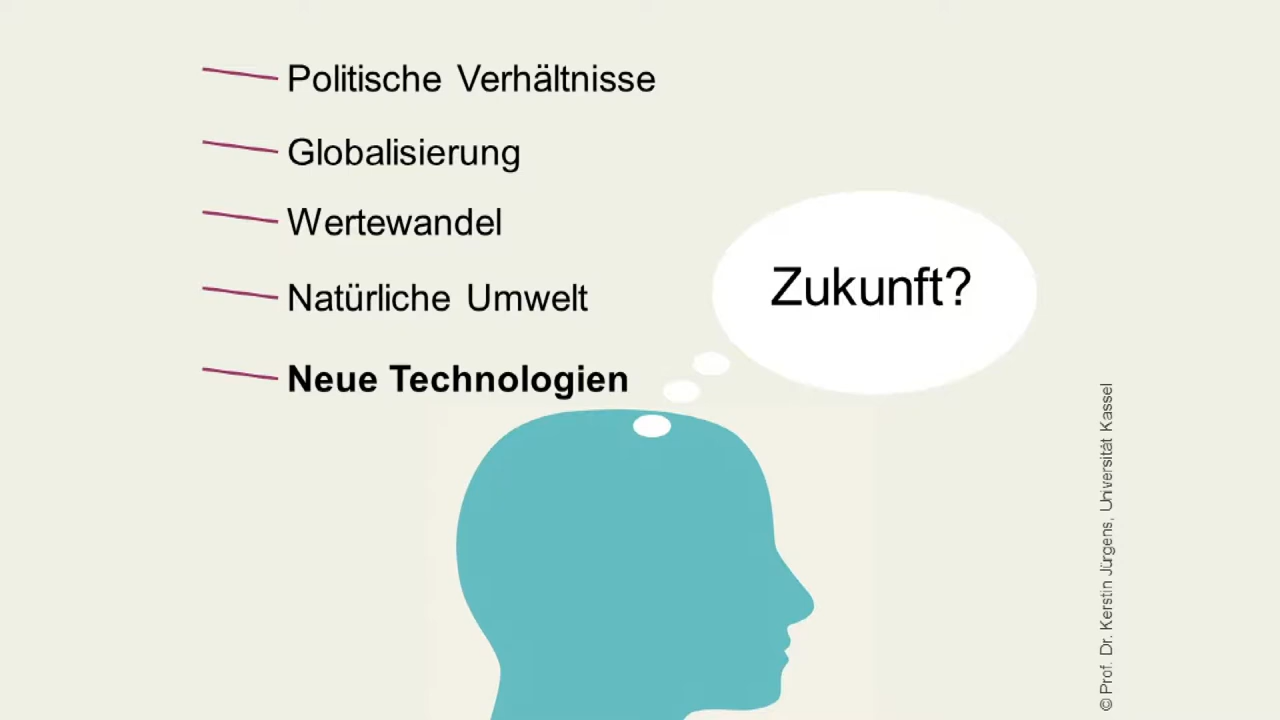 Politische Verhältnisse
Globalisierung
Wertewandel
Natürliche Umwelt
Neue Technologien
Zukunft?
© Prof. Dr. Kerstin Jürgens, Universität Kassel